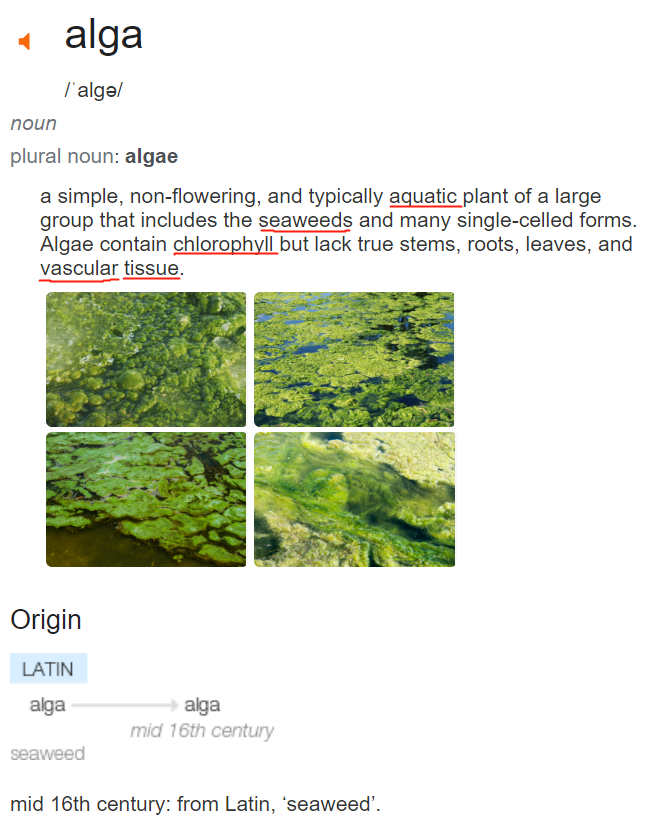 alga
/ˈalɡə/
noun
plural noun: algae
a simple, non-flowering, and typically aquatic plant of a large
group that includes the seaweeds and many single-celled forms.
Algae contain chlorophyll but lack true stems, roots, leaves, and
vascular tissue.
Origin
LATIN
alga alga
mid 16th century
seaweed
mid 16th century: from Latin, ‘seaweed’.